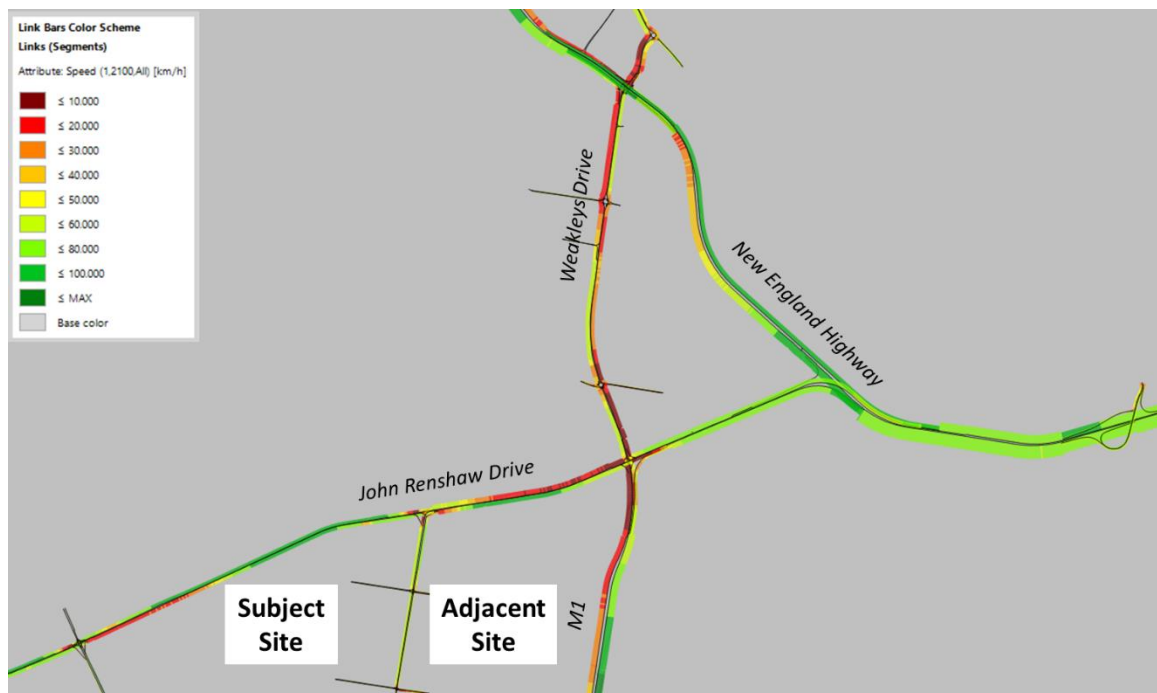 Link Bars Color Scheme
Links (Segments)
Attribute: Speed (1,2100,All) [km/h]
≤ 10.000
≤ 20.000
≤ 30.000
≤ 40.000
≤ 50.000
≤ 60.000
≤ 80.000
≤ 100.000
≤ MAX
Base color
Weakleys Drive
New England Highway
John Renshaw Drive
Subject
Site
Adjacent
Site
M1